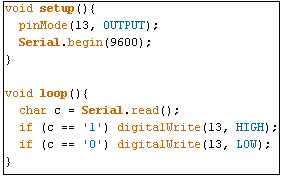 void setup(){
  pinMode(13, OUTPUT);
  Serial.begin(9600);
}

void loop(){
  char c = Serial.read();
  if (c == '1') digitalWrite(13, HIGH);
  if (c == '0') digitalWrite(13, LOW);
}